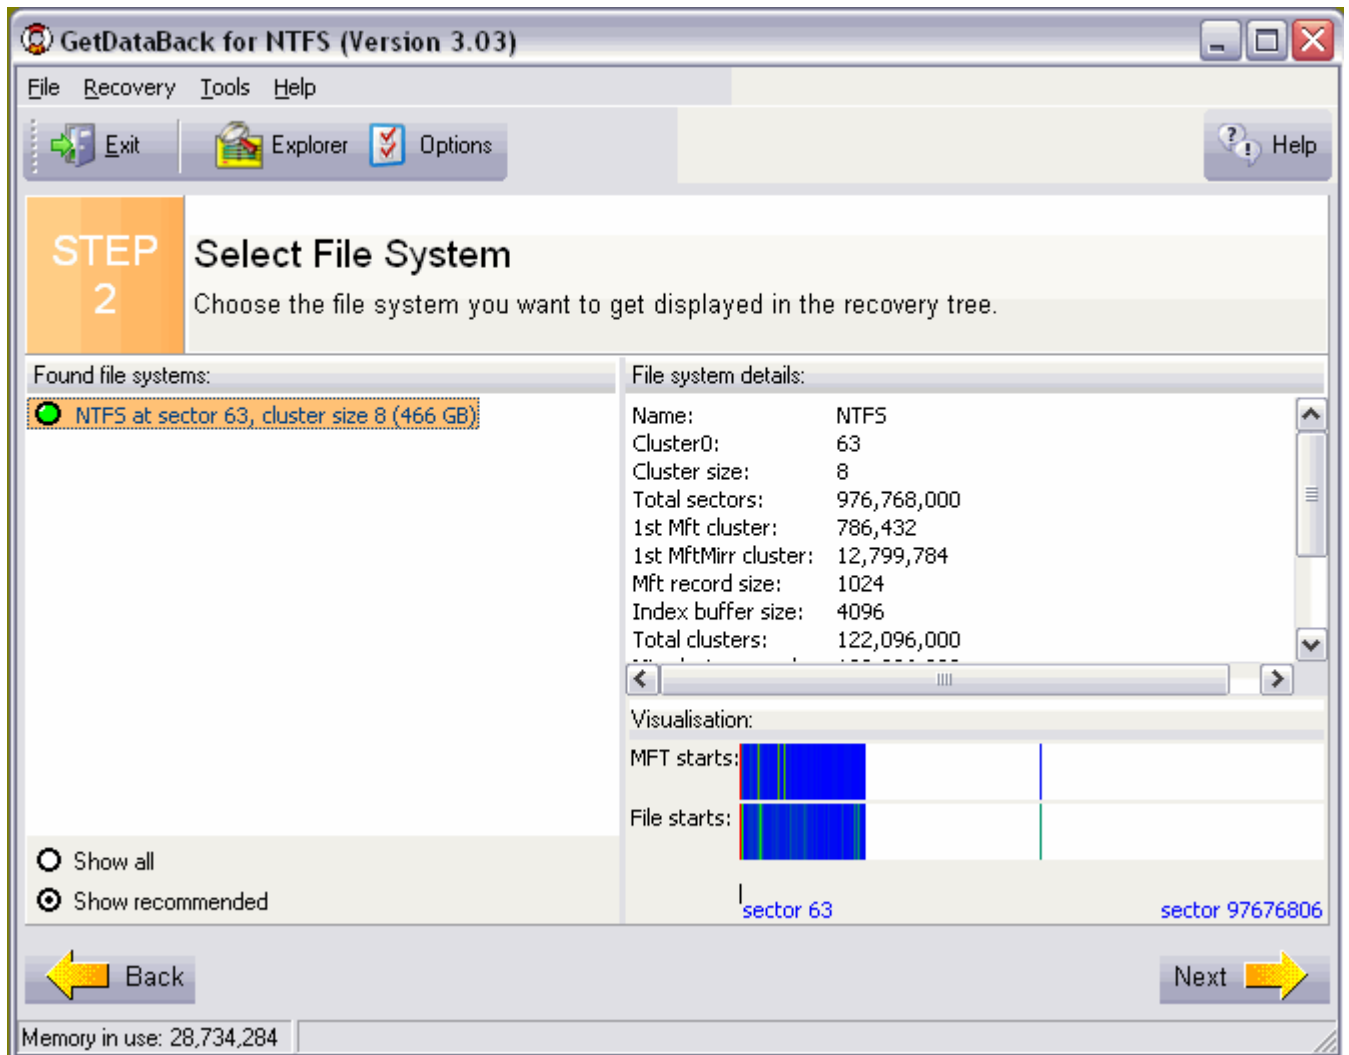 GetDataBack for NTFS (Version 3.03)
File Recovery Tools Help
Exit Explorer Options Help
STEP
2
Select File System
Choose the file system you want to get displayed in the recovery tree.
Found file systems:
NTFS at sector 63, cluster size 8 (466 GB)
Show all
Show recommended
File system details:
Name: NTFS
Cluster0: 63
Cluster size: 8
Total sectors: 976,768,000
1st Mft cluster: 786,432
1st MftMirr cluster: 12,799,784
Mft record size: 1024
Index buffer size: 4096
Total clusters: 122,096,000
Visualisation:
MFT starts:
File starts:
sector 63
sector 97676806
Back
Next
Memory in use: 28,734,284